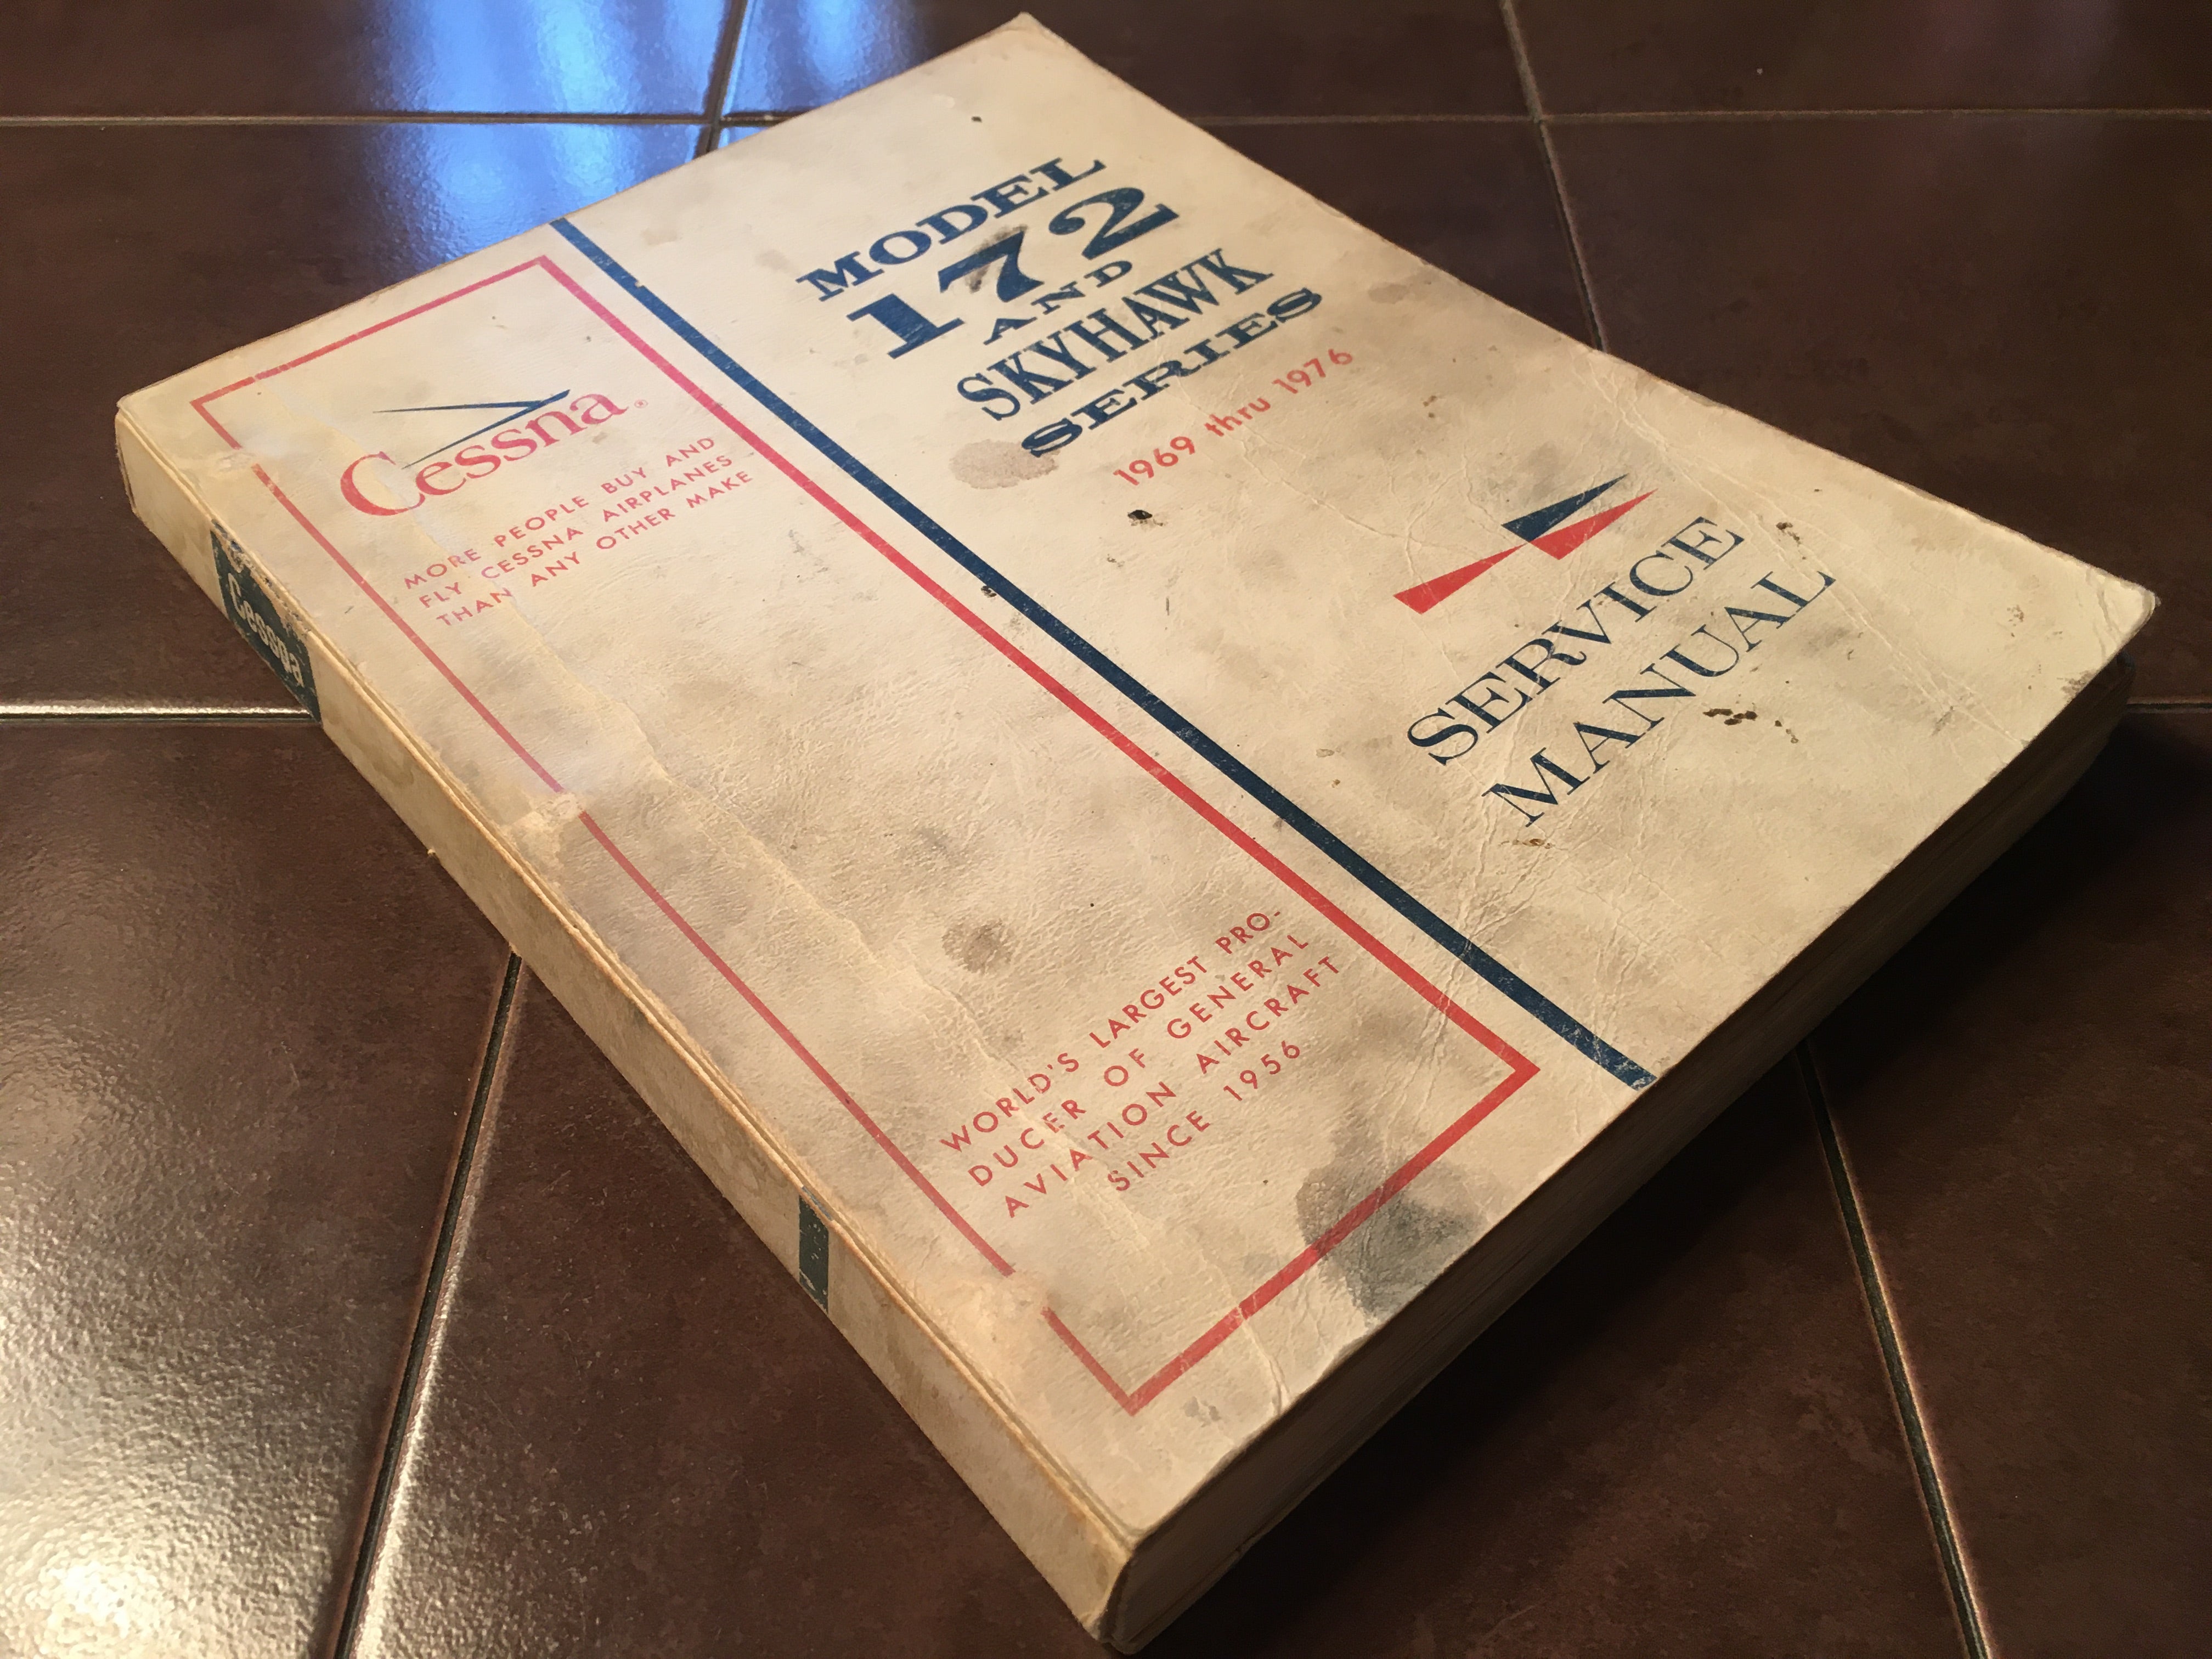 Cessna®
MORE PEOPLE BUY AND
FLY CESSNA AIRPLANES
THAN ANY OTHER MAKE
WORLD'S LARGEST PRO-
DUCER OF GENERAL
AVIATION AIRCRAFT
SINCE 1956
MODEL
172
AND
SKYHAWK
SERIES
1969 thru 1976
SERVICE
MANUAL
Cessna